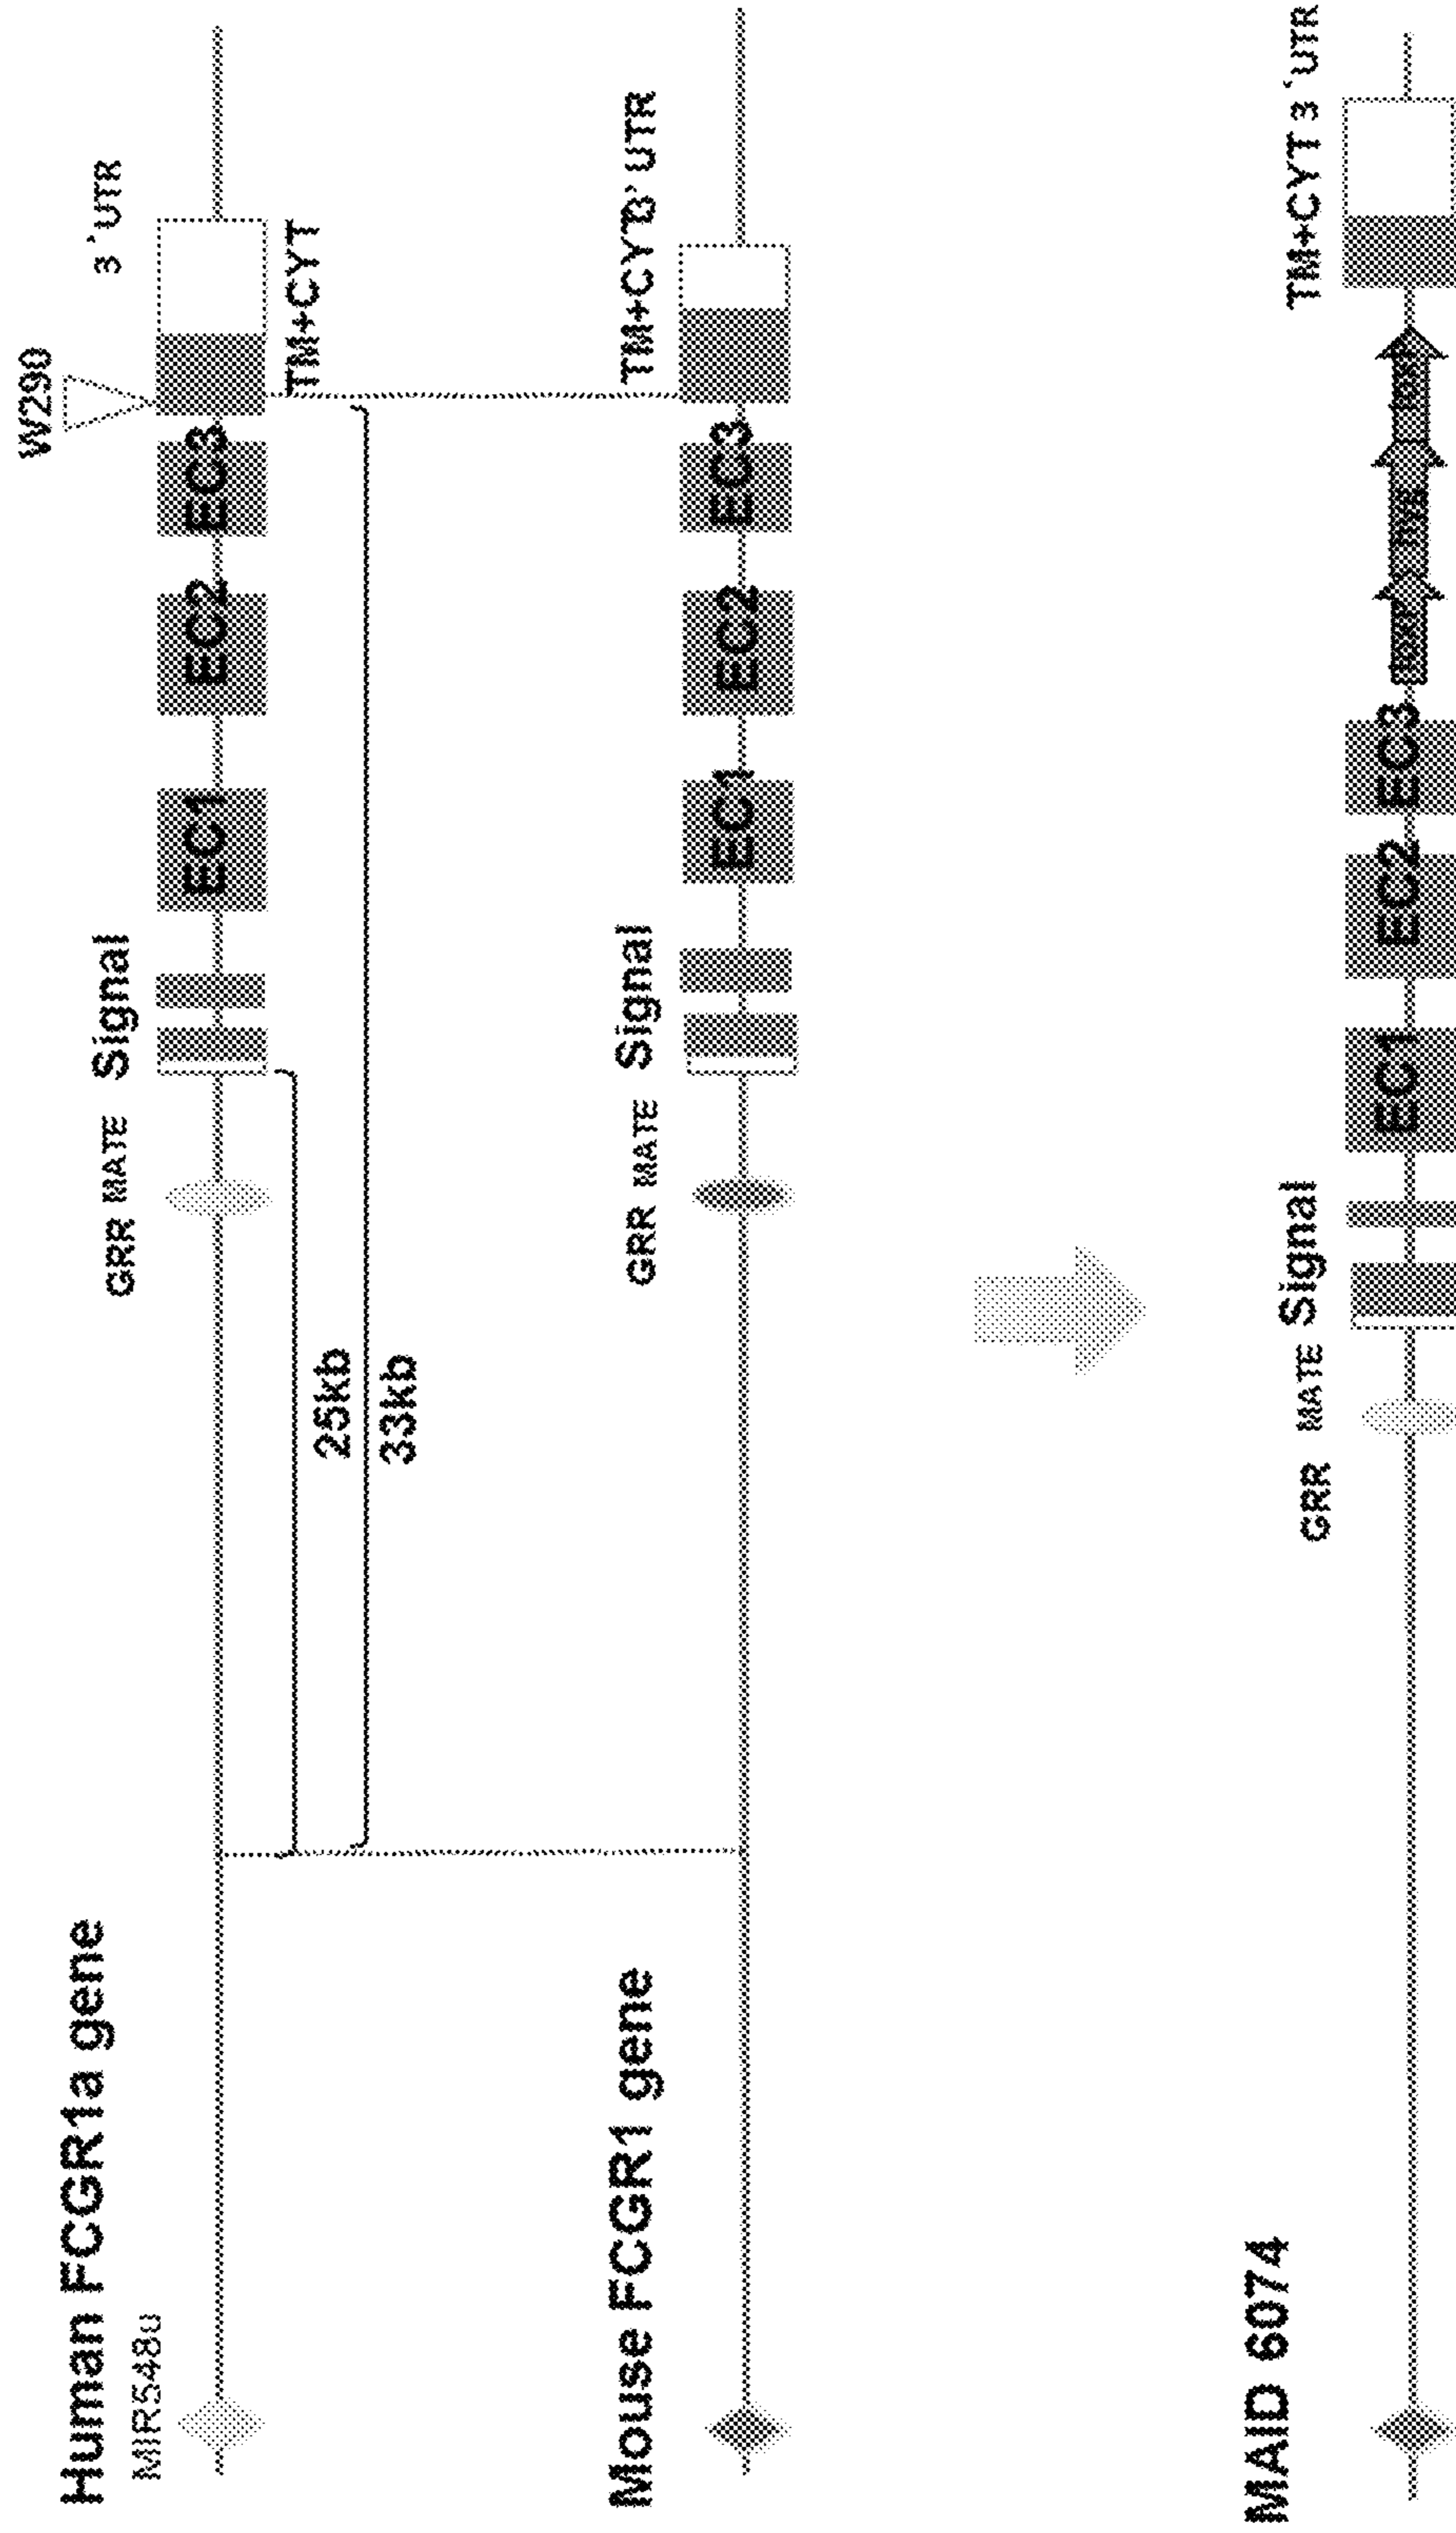 Human FCGR1a gene
MIR548u
GRR MATE Signal
W290
3 `UTR
EC1 EC2 EC3
TM+CYT
25kb
33kb
Mouse FCGR1 gene
GRR MATE Signal
TM+CYT3' UTR
EC1 EC2 EC3
MAID 6074
GRR MATE Signal
TM+CYT 3 `UTR
EC1 EC2 EC3